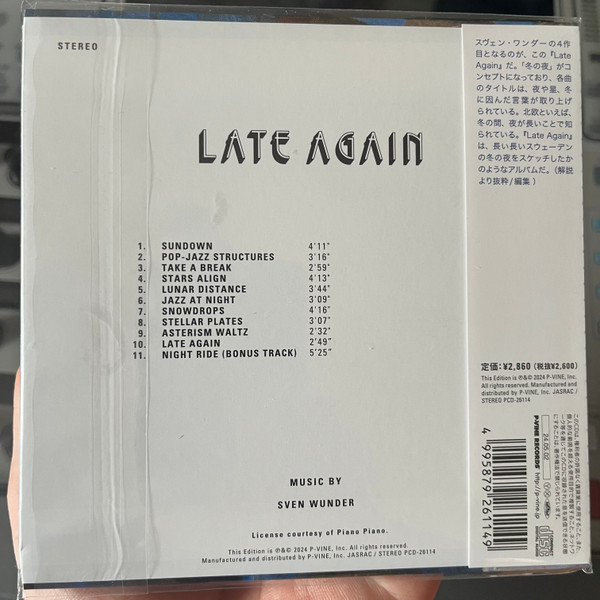 STEREO
LATE AGAIN
1. SUNDOWN 4'11"
2. POP-JAZZ STRUCTURES 3'16"
3. TAKE A BREAK 2'59"
4. STARS ALIGN 4'13"
5. LUNAR DISTANCE 3'44"
6. JAZZ AT NIGHT 3'09"
7. SNOWDROPS 4'16"
8. STELLAR PLATES 3'07"
9. ASTERISM WALTZ 2'32"
10. LATE AGAIN 2'49"
11. NIGHT RIDE (BONUS TRACK) 5'25"
MUSIC BY
SVEN WUNDER
License courtesy of Piano Piano.
This Edition is ℗&© 2024 P-VINE, Inc. All rights reserved.
Manufactured and distributed by P-VINE, Inc. JASRAC / STEREO PCD-26114
スヴェン・ワンダーの4作
目となるのが、この『Late
Again』だ。「冬の夜」がコ
ンセプトになっており、各曲
のタイトルは、夜や星、冬
に因んだ言葉が取り上げ
られている。北欧といえば、
冬の間、夜が長いことで知
られている。『Late Again』
は、長い長いスウェーデン
の冬の夜をスケッチしたか
のようなアルバムだ。（解説
より抜粋/編集）
定価:¥2,860 (税抜¥2,600)
This Edition is ℗&© 2024 P-VINE, Inc.
All rights reserved. Manufactured and
distributed by P-VINE, Inc. JASRAC /
STEREO PCD-26114
24.05.02
P-VINE RECORDS http://p-vine.jp
4 995879 261149
COMPACT
disc